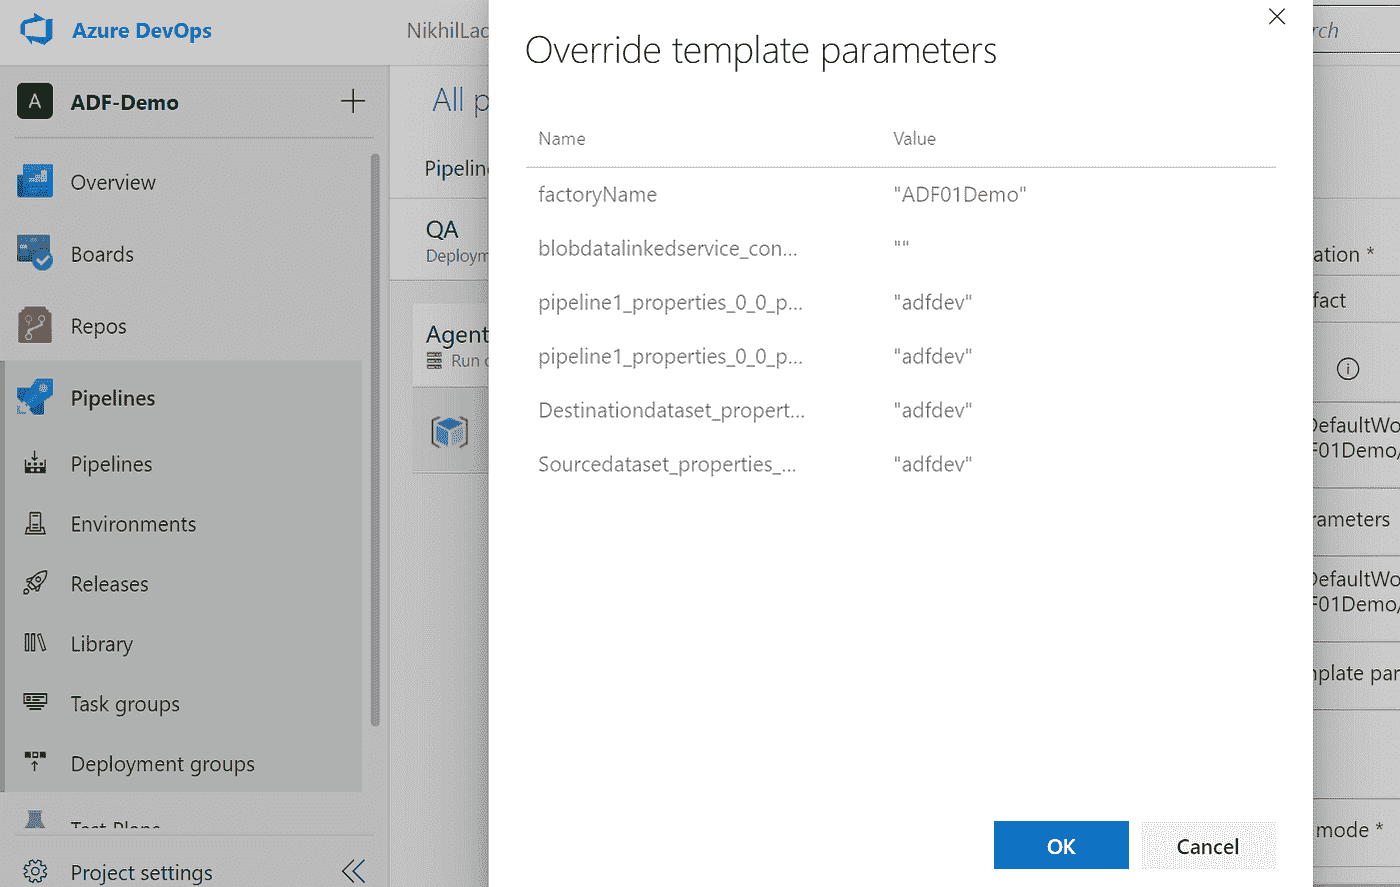 Azure DevOps
NikhilLac
rch
A
ADF-Demo
Overview
Boards
Repos
Pipelines
Pipelines
Environments
Releases
Library
Task groups
Deployment groups
Test Plans
Project settings
All p
Pipelin
QA
Deploym
Agent
Run o
Override template parameters
Name Value
factoryName "ADF01Demo"
blobdatalinkedservice_con... ""
pipeline1_properties_0_0_p... "adfdev"
pipeline1_properties_0_0_p... "adfdev"
Destinationdataset_propert... "adfdev"
Sourcedataset_properties_... "adfdev"
OK Cancel
ation *
fact
DefaultWo
F01Demo/
rameters
DefaultWo
F01Demo/
nplate par
mode *